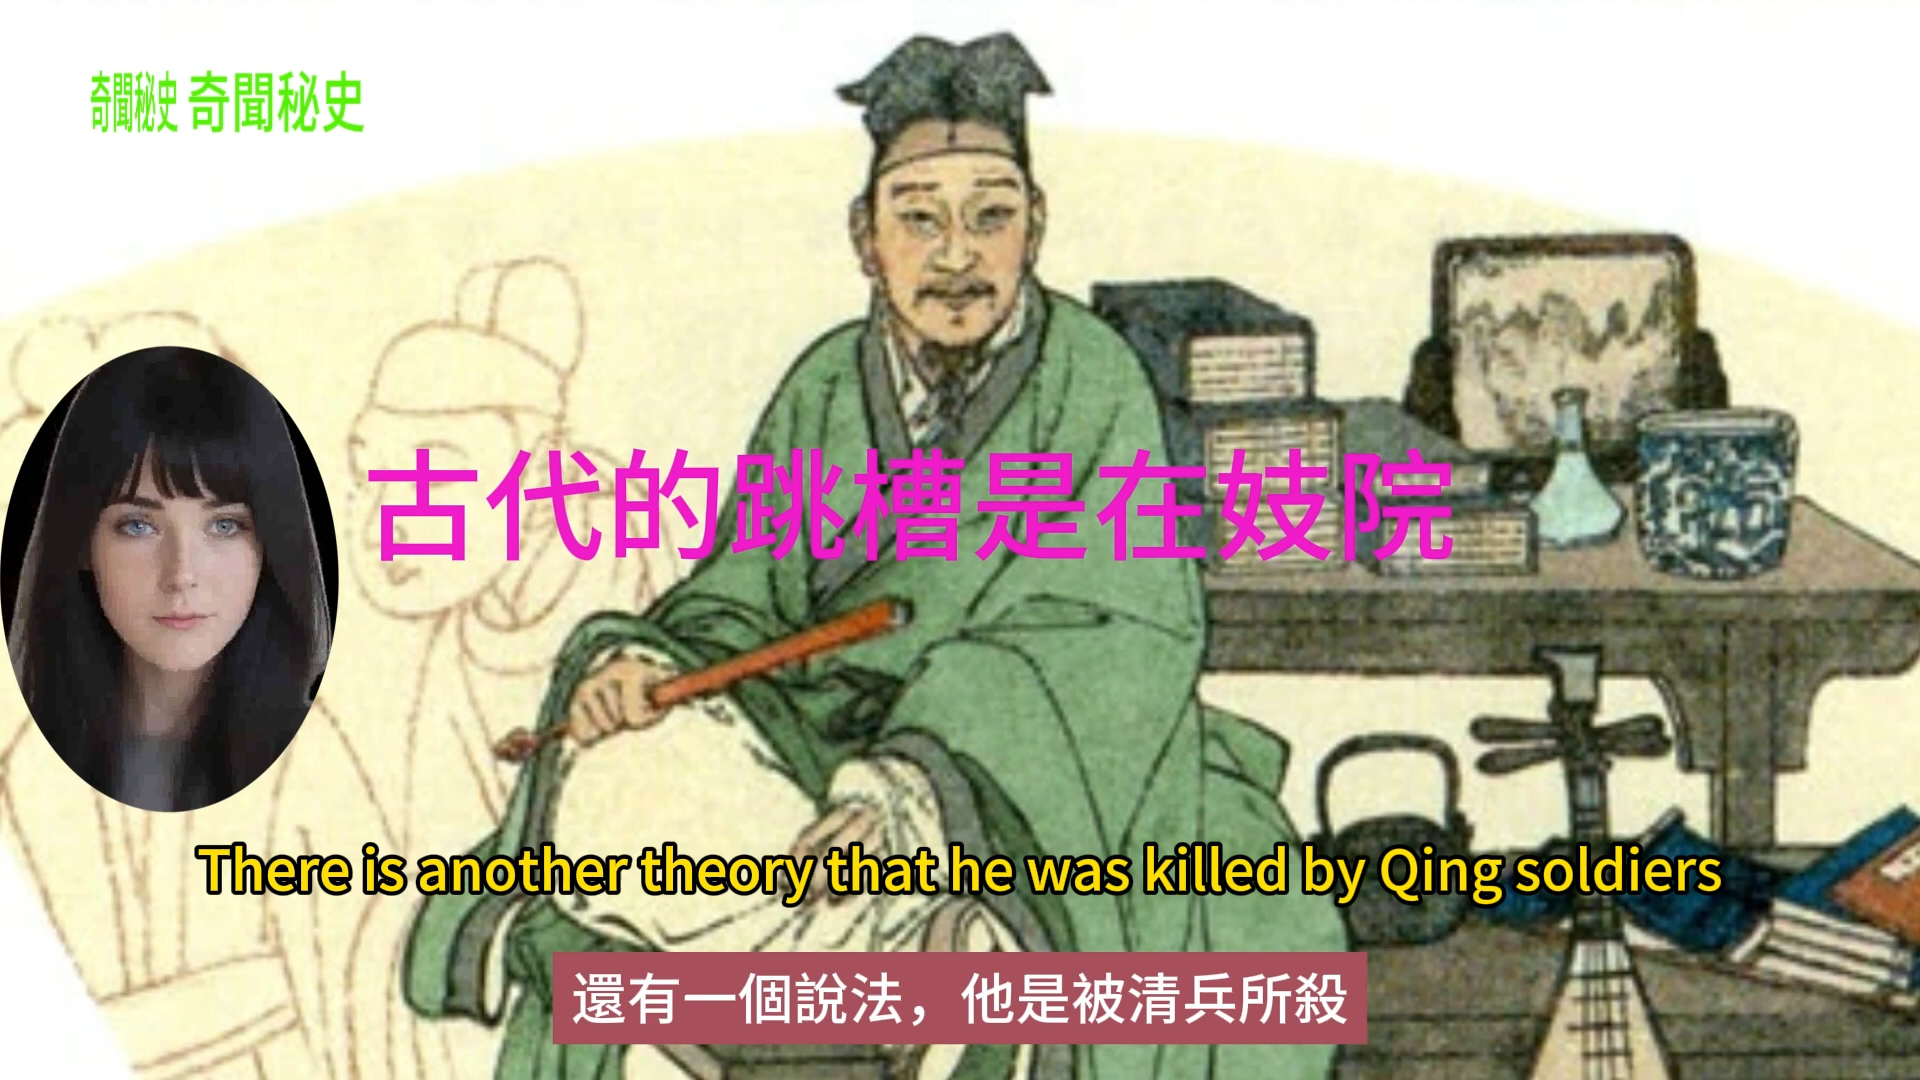 奇聞秘史 奇聞秘史
古代的跳槽是在妓院
There is another theory that he was killed by Qing soldiers
還有一個說法，他是被清兵所殺